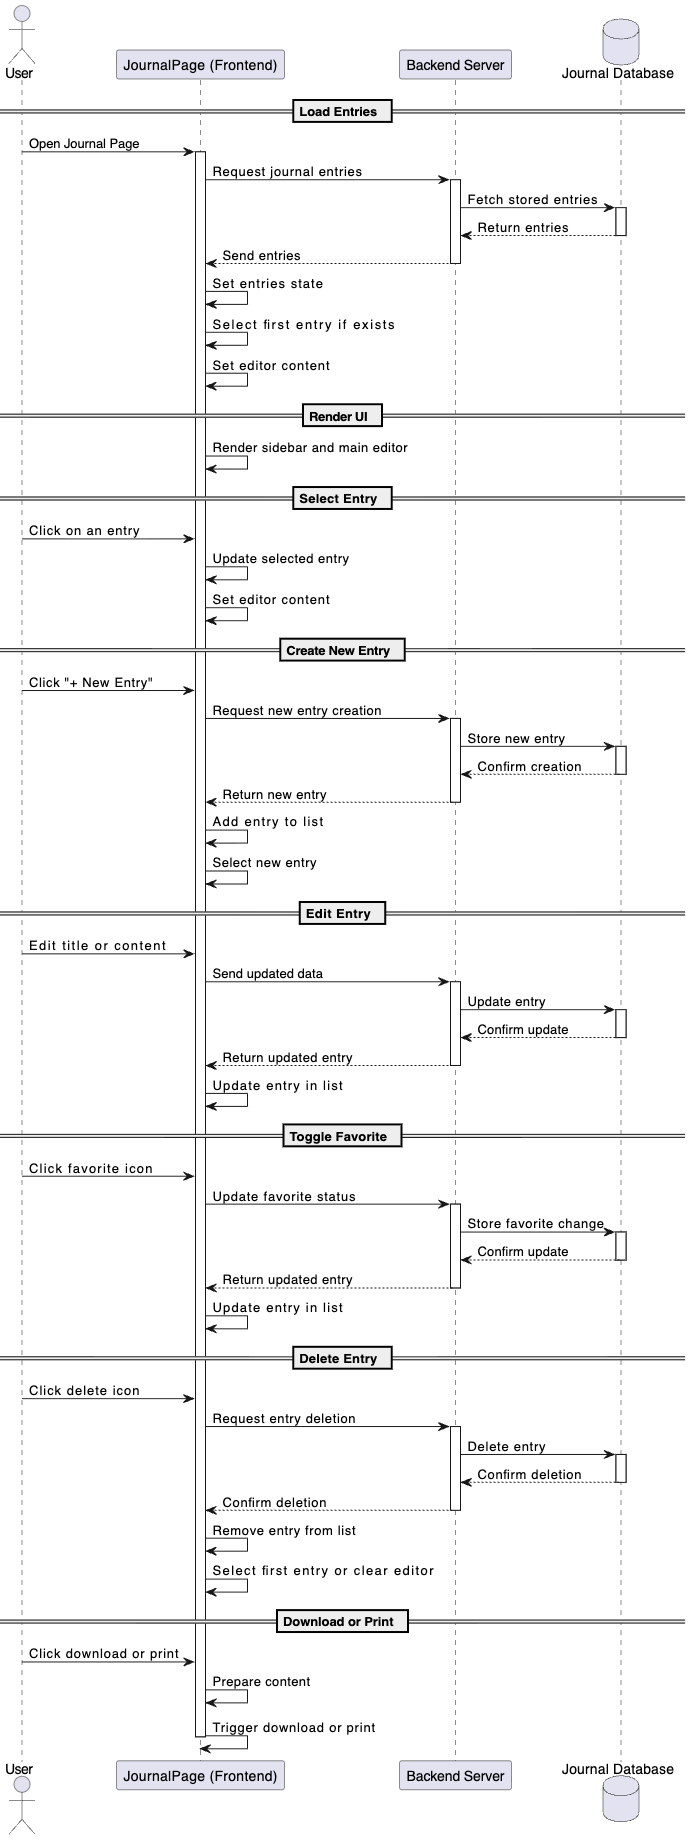 User
JournalPage (Frontend)
Backend Server
Journal Database
Load Entries
Open Journal Page
Request journal entries
Fetch stored entries
Return entries
Send entries
Set entries state
Select first entry if exists
Set editor content
Render UI
Render sidebar and main editor
Select Entry
Click on an entry
Update selected entry
Set editor content
Create New Entry
Click "+ New Entry"
Request new entry creation
Store new entry
Confirm creation
Return new entry
Add entry to list
Select new entry
Edit Entry
Edit title or content
Send updated data
Update entry
Confirm update
Return updated entry
Update entry in list
Toggle Favorite
Click favorite icon
Update favorite status
Store favorite change
Confirm update
Return updated entry
Update entry in list
Delete Entry
Click delete icon
Request entry deletion
Delete entry
Confirm deletion
Confirm deletion
Remove entry from list
Select first entry or clear editor
Download or Print
Click download or print
Prepare content
Trigger download or print
User
JournalPage (Frontend)
Backend Server
Journal Database